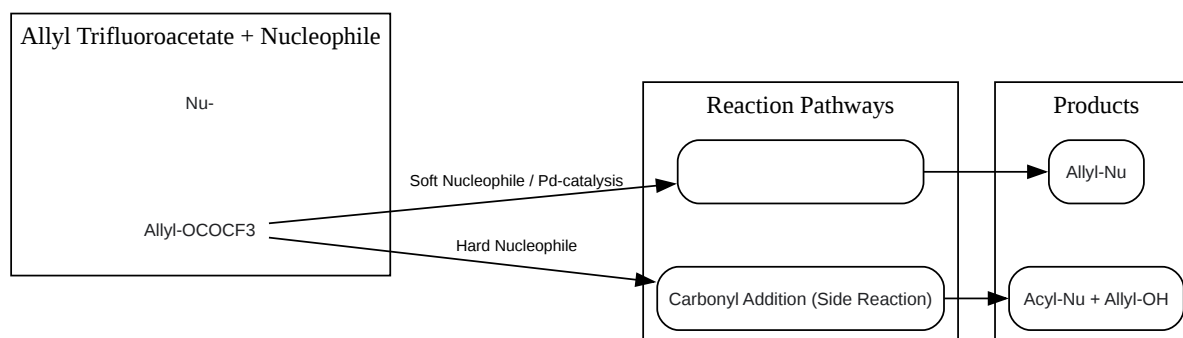 Allyl Trifluoroacetate + Nucleophile
Nu-
Allyl-OCOCF3
Soft Nucleophile / Pd-catalysis
Hard Nucleophile
Reaction Pathways
Carbonyl Addition (Side Reaction)
Products
Allyl-Nu
Acyl-Nu + Allyl-OH